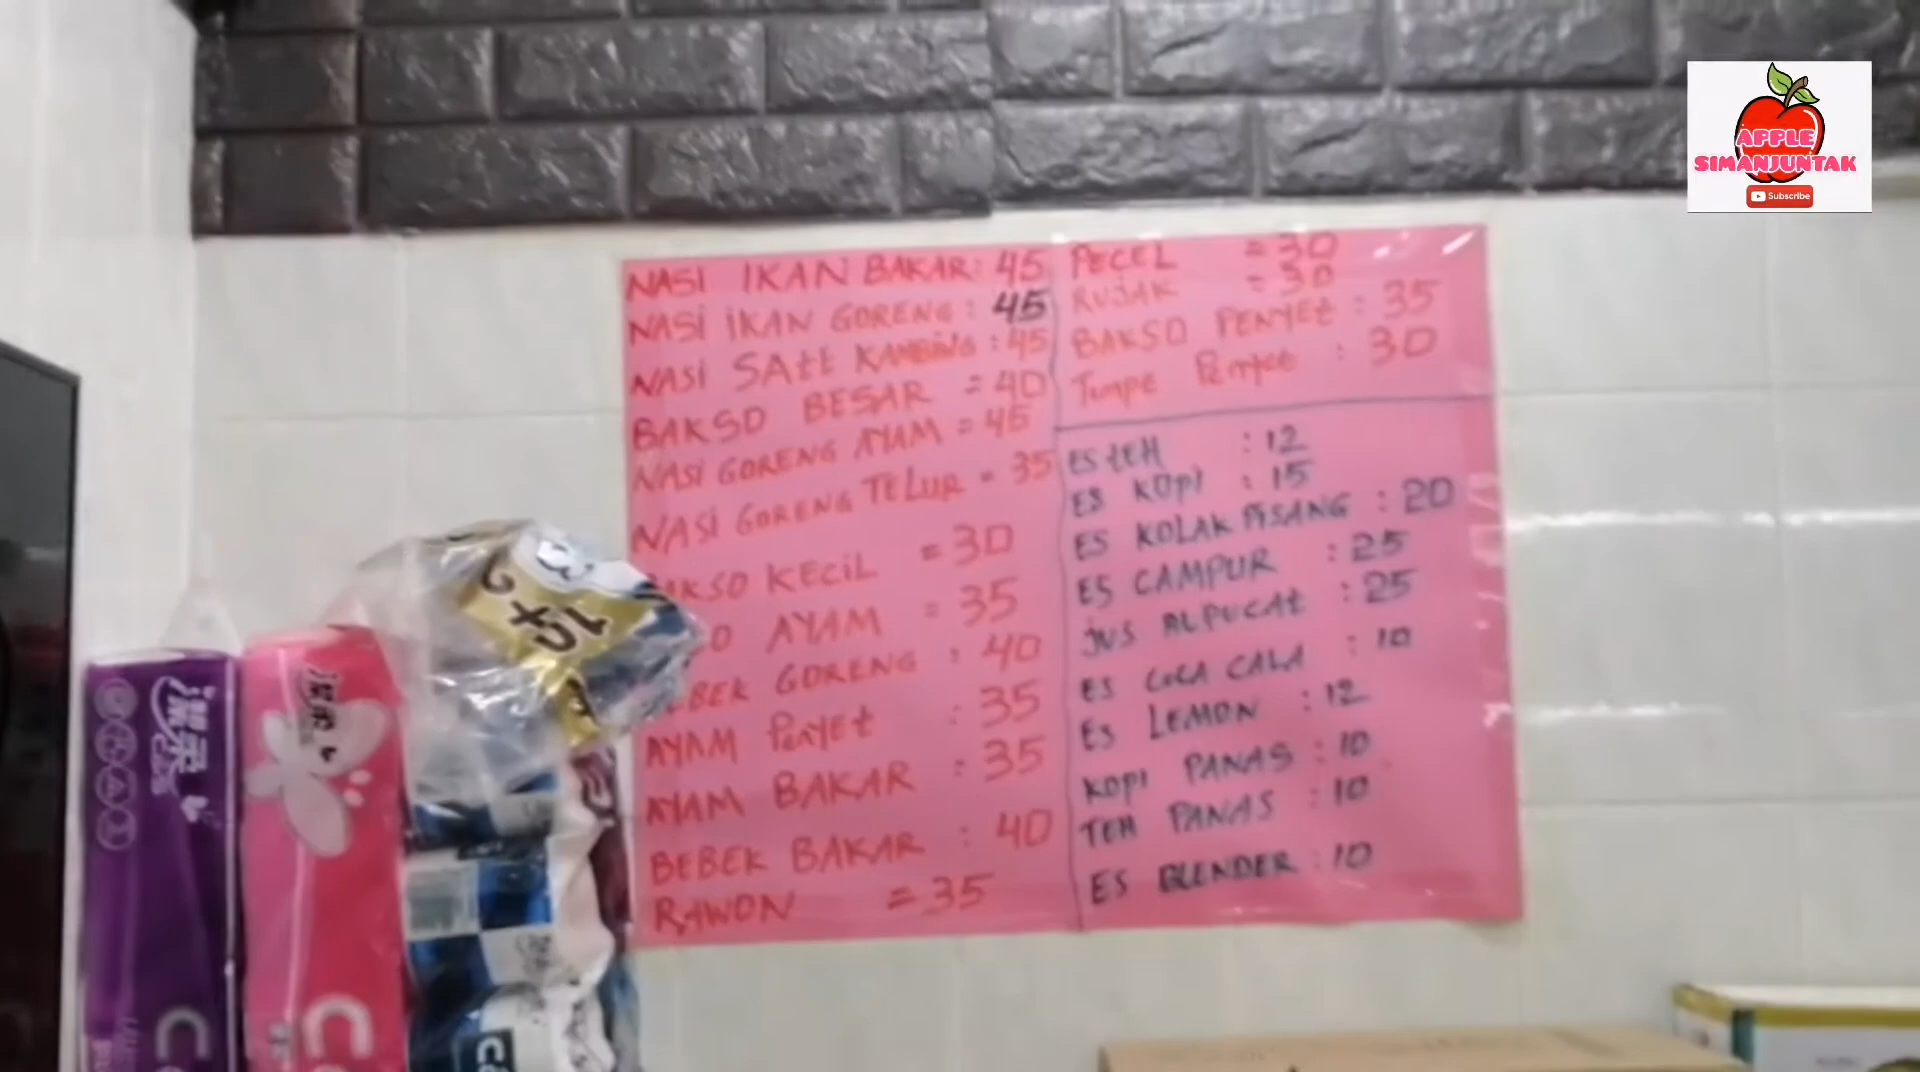 NASI IKAN BAKAR: 45
NASI IKAN GORENG: 45
NASI SATE KAMBING: 45
BAKSO BESAR = 40
NASI GORENG AYAM = 45
NASI GORENG TELUR = 35
KSO KECIL = 30
O AYAM = 35
BEK GORENG : 40
AYAM PENYET : 35
AYAM BAKAR : 35
BEBEK BAKAR : 40
RAWON = 35
PECEL = 30
RUJAK = 30
BAKSO PENYET : 35
Tempe Penyet : 30
ES TEH : 12
ES KOPI : 15
ES KOLAK PISANG : 20
ES CAMPUR : 25
JUS ALPUCAT : 25
ES COCA CALA : 10
ES LEMON : 12
KOPI PANAS : 10
TEH PANAS : 10
ES BLENDER : 10
APPLE
SIMANJUNTAK
Subscribe